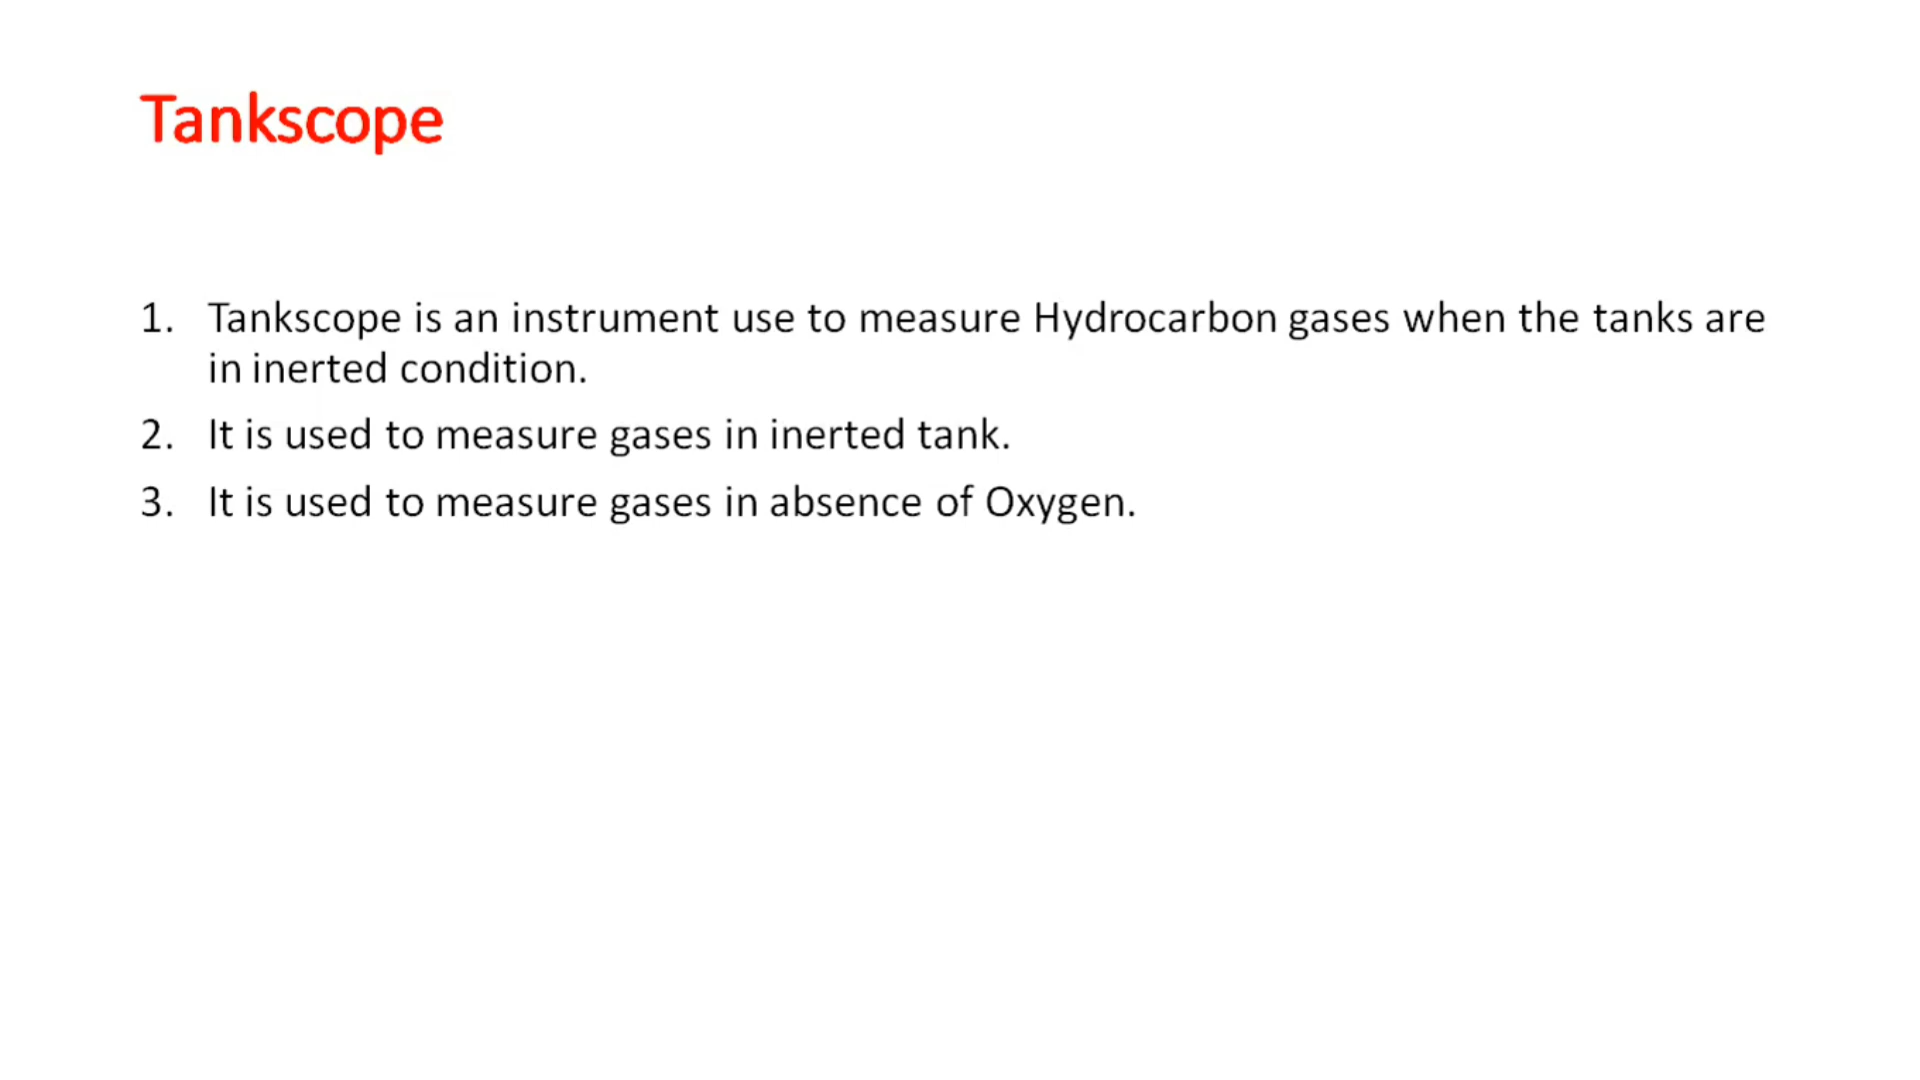 Tankscope
1. Tankscope is an instrument use to measure Hydrocarbon gases when the tanks are
in inerted condition.
2. It is used to measure gases in inerted tank.
3. It is used to measure gases in absence of Oxygen.